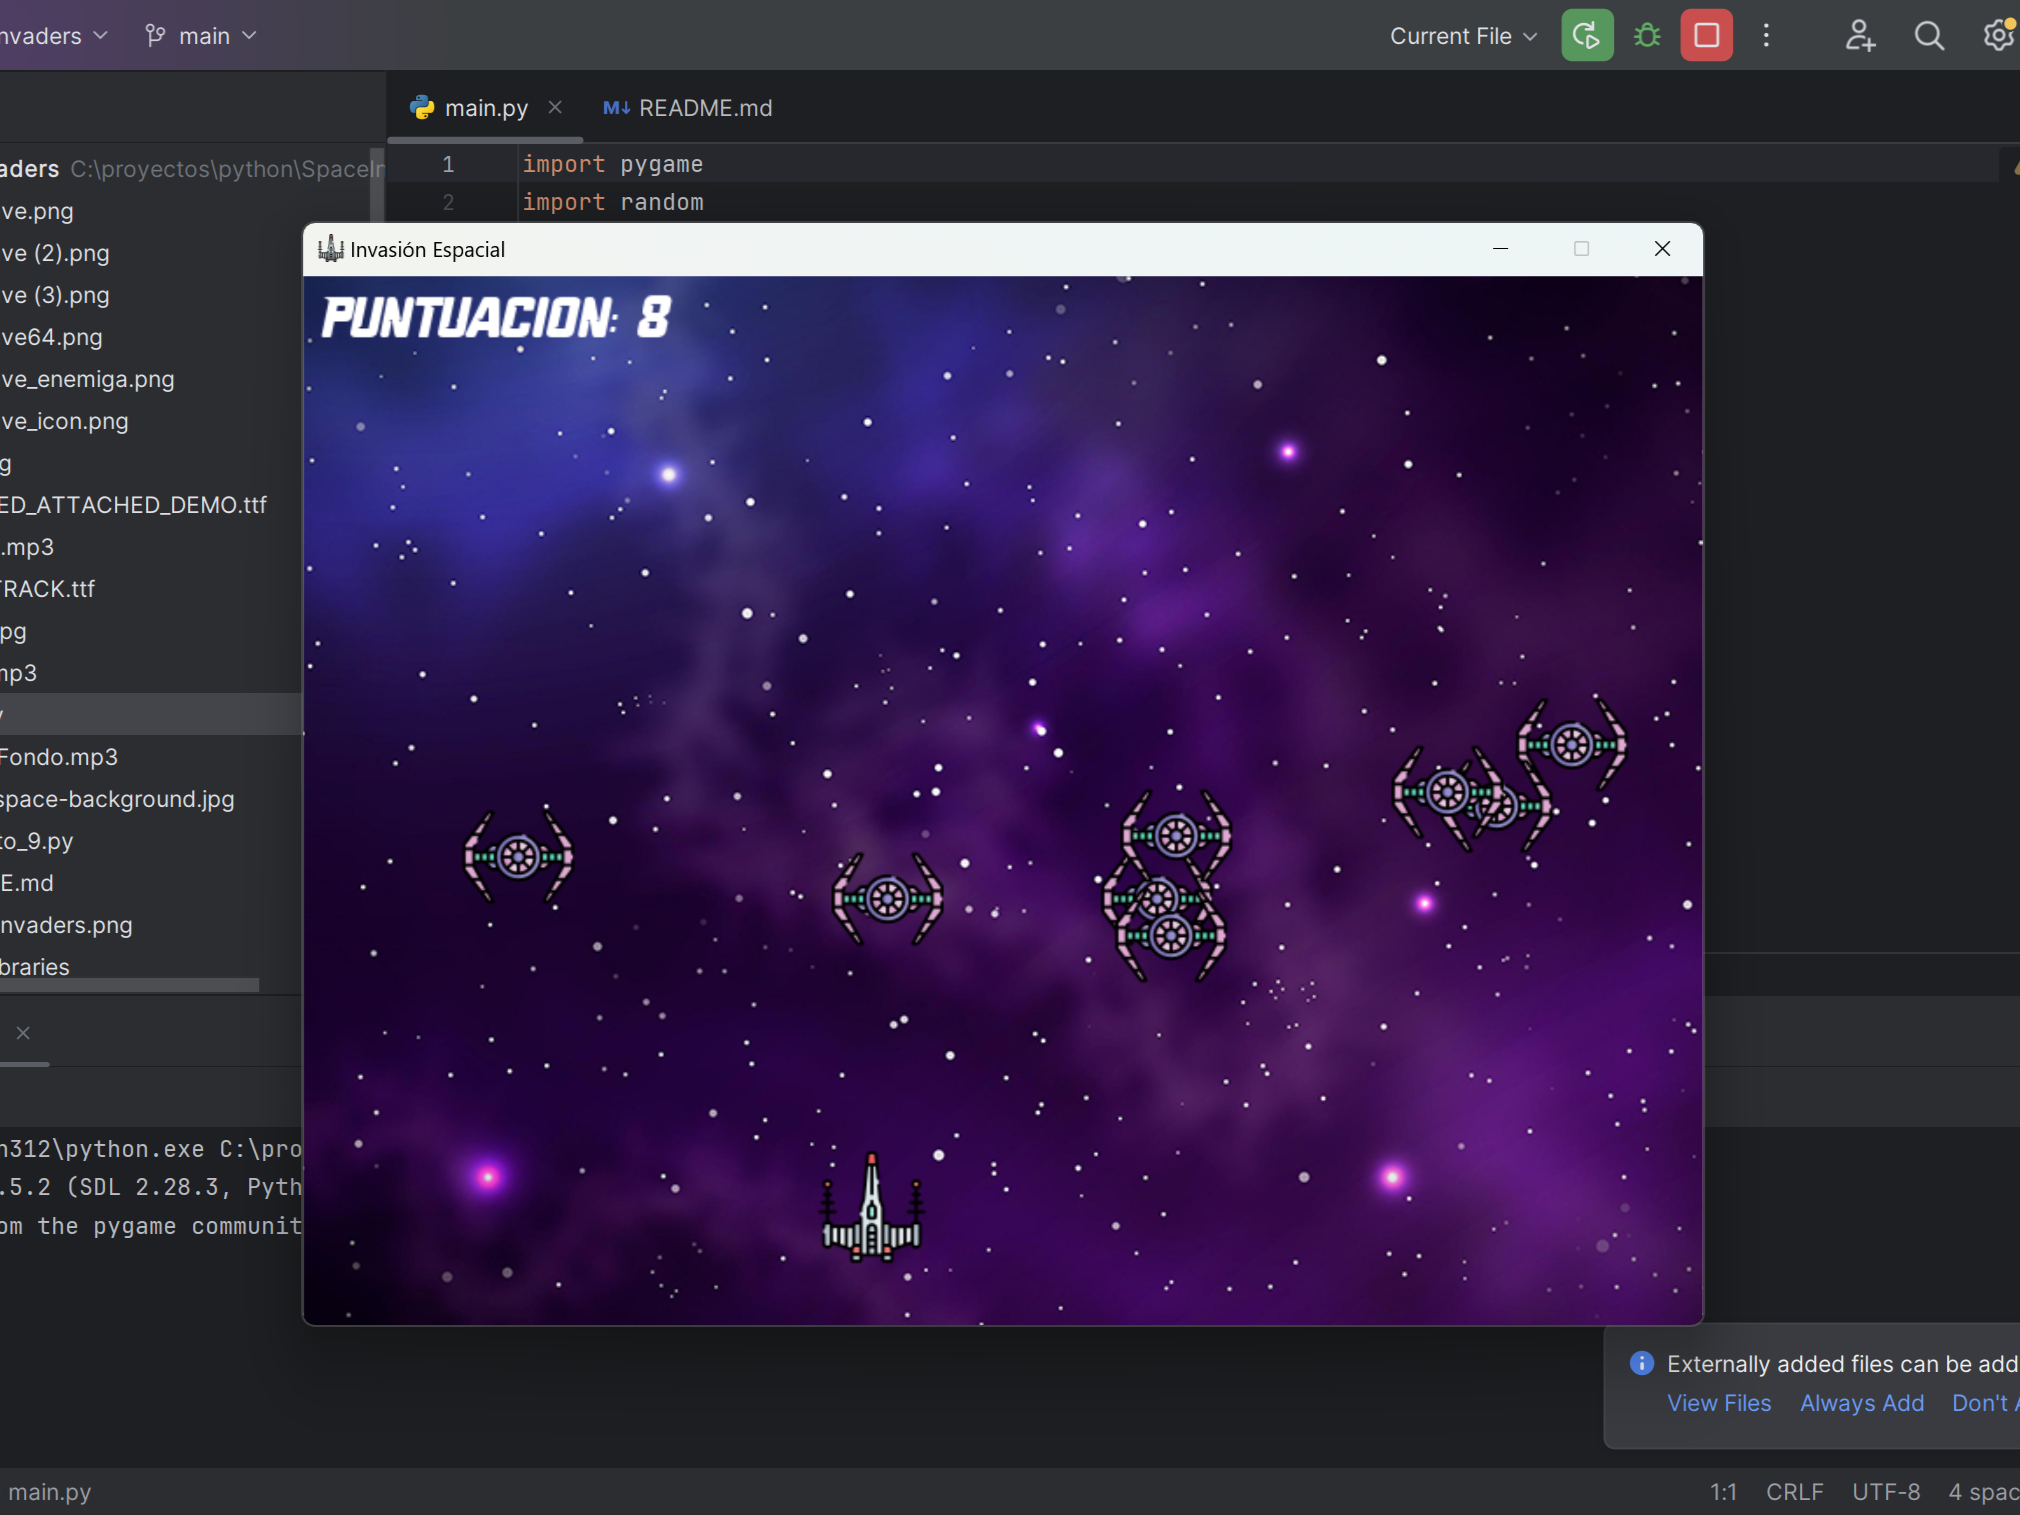 nvaders main Current File
main.py README.md
aders C:\proyectos\python\SpaceIn
ve.png
ve (2).png
ve (3).png
ve64.png
ve_enemiga.png
ve_icon.png
g
ED_ATTACHED_DEMO.ttf
.mp3
TRACK.ttf
pg
mp3
y
Fondo.mp3
space-background.jpg
to_9.py
E.md
nvaders.png
braries
1 import pygame
2 import random
Invasión Espacial
PUNTUACION: 8
n312\python.exe C:\pro
.5.2 (SDL 2.28.3, Pyth
om the pygame communit
Externally added files can be add
View Files Always Add Don't A
main.py 1:1 CRLF UTF-8 4 spac